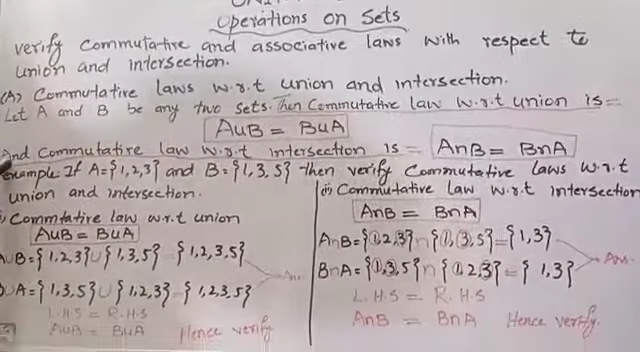 Operations on Sets
verify Commutative and associative laws with respect to
union and intersection.
(A) Commutative laws w.r.t union and intersection.
Let A and B be any two sets. Then Commutative law w.r.t union is =
A∪B = B∪A
And Commutative law w.r.t intersection is = A∩B = B∩A
Example If A={1,2,3} and B={1,3,5} then verify Commutative laws w.r.t
union and intersection.
Commtative law w.r.t union
A∪B = B∪A
A∪B={1,2,3}∪{1,3,5}={1,2,3,5}
B∪A={1,3,5}∪{1,2,3}={1,2,3,5}
Ans.
L.H.S = R.H.S
A∪B = B∪A Hence verify
(ii) Commutative law w.r.t intersection
A∩B = B∩A
A∩B={1,2,3}∩{1,3,5}={1,3}
B∩A={1,3,5}∩{1,2,3}={1,3}
Ans.
L.H.S = R.H.S
A∩B = B∩A Hence verify.